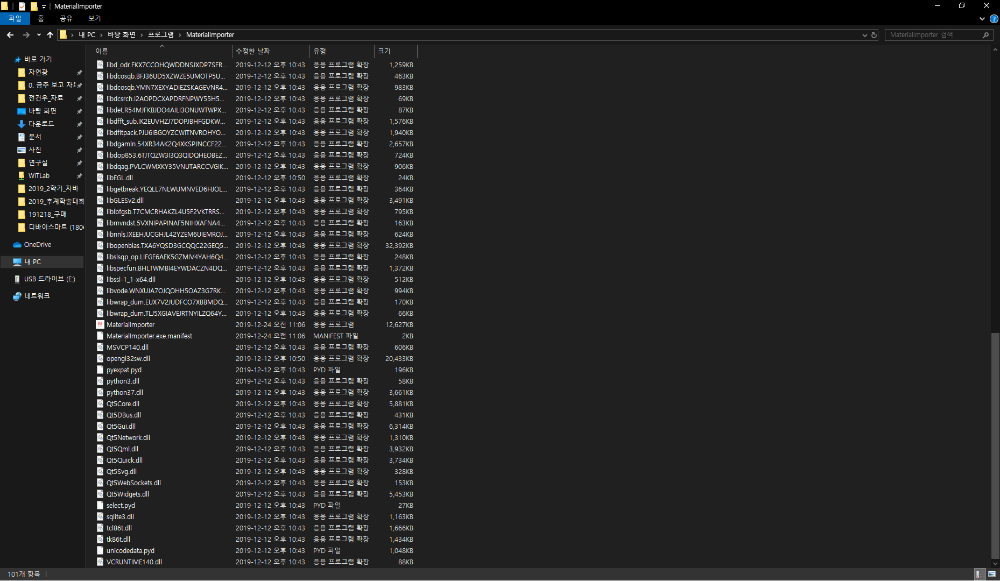 MaterialImporter
파일 홈 공유 보기
내 PC 바탕 화면 프로그램 MaterialImporter
MaterialImporter 검색
바로 가기
자연광
0. 금주 보고 자료
전건우_자료
바탕 화면
다운로드
문서
사진
연구실
WITLab
2019_2학기_자바
2019_추계학술대회
191218_구매
디바이스마트 (180
OneDrive
내 PC
USB 드라이브 (E:)
네트워크
이름 수정한 날짜 유형 크기
libd_odr.FKX7CCOHQWDDNSJXDP7SFR... 2019-12-12 오후 10:43 응용 프로그램 확장 1,259KB
libdcosqb.BFJ36UD5XZWZE5UMOTP5U... 2019-12-12 오후 10:43 응용 프로그램 확장 463KB
libdcosqb.YMN7XEXYADIEZSKAGEVNR4... 2019-12-12 오후 10:43 응용 프로그램 확장 983KB
libdcsrch.I2AOPDCXAPDRFNPWY55H5... 2019-12-12 오후 10:43 응용 프로그램 확장 69KB
libdet.R54MJFKBJDO4AILI3ONUWTWPX... 2019-12-12 오후 10:43 응용 프로그램 확장 87KB
libdfft_sub.IK2EUVHZJ7DOPJBHFGDKW... 2019-12-12 오후 10:43 응용 프로그램 확장 1,576KB
libdfitpack.PJU6IBGOYZCWITNVROHYO... 2019-12-12 오후 10:43 응용 프로그램 확장 1,940KB
libdgamln.54XR34AK2Q4XKSPJNCCF22... 2019-12-12 오후 10:43 응용 프로그램 확장 2,657KB
libdop853.6TJTQZW3I3Q3QIDQHEOBEZ... 2019-12-12 오후 10:43 응용 프로그램 확장 724KB
libdqag.PVLCWMXKY35VNUTARCCVGIK... 2019-12-12 오후 10:43 응용 프로그램 확장 906KB
libEGL.dll 2019-12-12 오후 10:50 응용 프로그램 확장 24KB
libgetbreak.YEQLL7NLWUMNVED6HJOL... 2019-12-12 오후 10:43 응용 프로그램 확장 364KB
libGLESv2.dll 2019-12-12 오후 10:43 응용 프로그램 확장 3,491KB
liblbfgsb.T7CMCRHAKZL4U5F2VKTRRS... 2019-12-12 오후 10:43 응용 프로그램 확장 795KB
libmvndst.5VXNIPAPINAF5NIHXAFNA4... 2019-12-12 오후 10:43 응용 프로그램 확장 163KB
libnnls.IXEEHJUCGHJL42YZEM6UIEMROJ... 2019-12-12 오후 10:43 응용 프로그램 확장 624KB
libopenblas.TXA6YQSD3GCQQC22GEQ5... 2019-12-12 오후 10:43 응용 프로그램 확장 32,392KB
libslsqp_op.LIFGE6AEK5GZMIV4YAH6Q4... 2019-12-12 오후 10:43 응용 프로그램 확장 248KB
libspecfun.BHLTWMBI4EYWDACZN4DQ... 2019-12-12 오후 10:43 응용 프로그램 확장 1,372KB
libssl-1_1-x64.dll 2019-12-12 오후 10:43 응용 프로그램 확장 512KB
libvode.WNXUJA7OJQOHH5OAZ3G7RK... 2019-12-12 오후 10:43 응용 프로그램 확장 994KB
libwrap_dum.EUX7V2JUDFCO7XBBMDQ... 2019-12-12 오후 10:43 응용 프로그램 확장 170KB
libwrap_dum.TLJ5XGIAVEJRTNYILZQ64Y... 2019-12-12 오후 10:43 응용 프로그램 확장 66KB
MaterialImporter 2019-12-24 오전 11:06 응용 프로그램 12,627KB
MaterialImporter.exe.manifest 2019-12-24 오전 11:06 MANIFEST 파일 2KB
MSVCP140.dll 2019-12-12 오후 10:43 응용 프로그램 확장 606KB
opengl32sw.dll 2019-12-12 오후 10:50 응용 프로그램 확장 20,433KB
pyexpat.pyd 2019-12-12 오후 10:43 PYD 파일 196KB
python3.dll 2019-12-12 오후 10:43 응용 프로그램 확장 58KB
python37.dll 2019-12-12 오후 10:43 응용 프로그램 확장 3,661KB
Qt5Core.dll 2019-12-12 오후 10:43 응용 프로그램 확장 5,881KB
Qt5DBus.dll 2019-12-12 오후 10:43 응용 프로그램 확장 431KB
Qt5Gui.dll 2019-12-12 오후 10:43 응용 프로그램 확장 6,314KB
Qt5Network.dll 2019-12-12 오후 10:43 응용 프로그램 확장 1,310KB
Qt5Qml.dll 2019-12-12 오후 10:43 응용 프로그램 확장 3,932KB
Qt5Quick.dll 2019-12-12 오후 10:43 응용 프로그램 확장 3,734KB
Qt5Svg.dll 2019-12-12 오후 10:43 응용 프로그램 확장 328KB
Qt5WebSockets.dll 2019-12-12 오후 10:43 응용 프로그램 확장 153KB
Qt5Widgets.dll 2019-12-12 오후 10:43 응용 프로그램 확장 5,453KB
select.pyd 2019-12-12 오후 10:43 PYD 파일 27KB
sqlite3.dll 2019-12-12 오후 10:43 응용 프로그램 확장 1,163KB
tcl86t.dll 2019-12-12 오후 10:43 응용 프로그램 확장 1,666KB
tk86t.dll 2019-12-12 오후 10:43 응용 프로그램 확장 1,434KB
unicodedata.pyd 2019-12-12 오후 10:43 PYD 파일 1,048KB
VCRUNTIME140.dll 2019-12-12 오후 10:43 응용 프로그램 확장 88KB
101개 항목